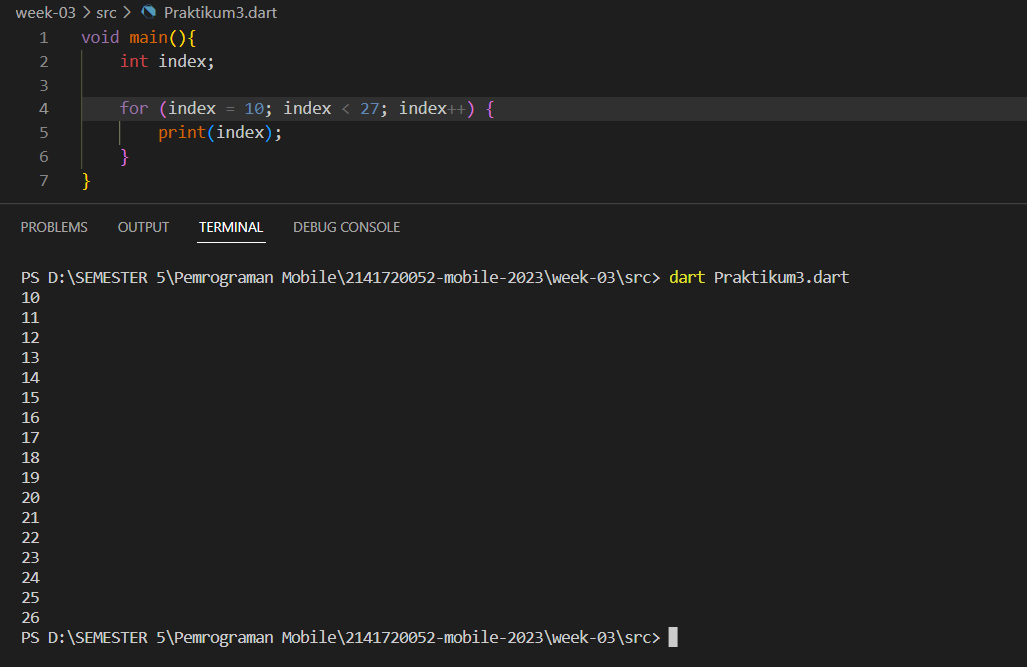 week-03 > src > Praktikum3.dart
1 void main(){
2 int index;
3
4 for (index = 10; index < 27; index++) {
5 print(index);
6 }
7 }
PROBLEMS OUTPUT TERMINAL DEBUG CONSOLE
PS D:\SEMESTER 5\Pemrograman Mobile\2141720052-mobile-2023\week-03\src> dart Praktikum3.dart
10
11
12
13
14
15
16
17
18
19
20
21
22
23
24
25
26
PS D:\SEMESTER 5\Pemrograman Mobile\2141720052-mobile-2023\week-03\src>